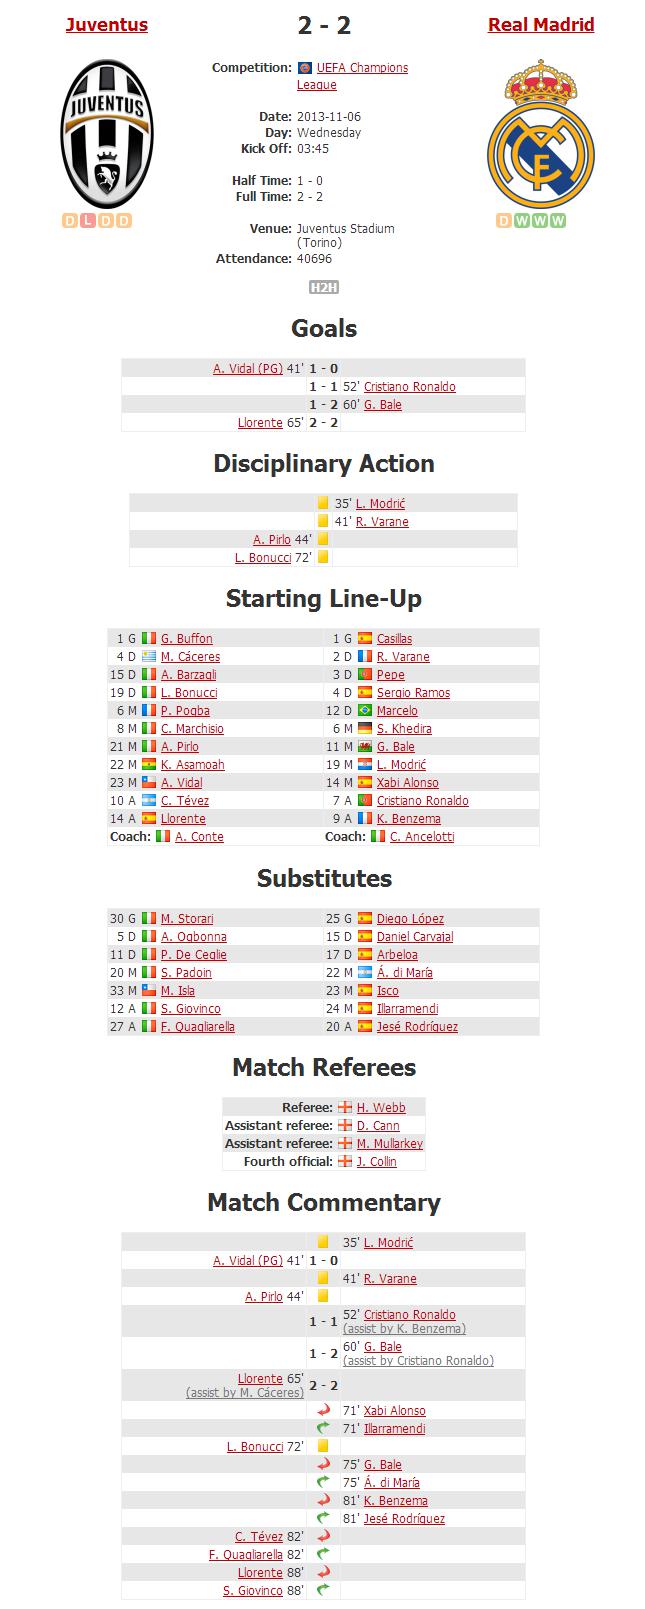 Juventus
2 - 2
Real Madrid
Competition: UEFA Champions
League
JUVENTUS
Date: 2013-11-06
Day: Wednesday
Kick Off: 03:45
Half Time: 1 - 0
Full Time: 2 - 2
D L D D
D W W W
Venue: Juventus Stadium
(Torino)
Attendance: 40696
H2H
Goals
A. Vidal (PG) 41' 1 - 0
1 - 1 52' Cristiano Ronaldo
1 - 2 60' G. Bale
Llorente 65' 2 - 2
Disciplinary Action
35' L. Modrić
41' R. Varane
A. Pirlo 44'
L. Bonucci 72'
Starting Line-Up
1 G G. Buffon 1 G Casillas
4 D M. Cáceres 2 D R. Varane
15 D A. Barzagli 3 D Pepe
19 D L. Bonucci 4 D Sergio Ramos
6 M P. Pogba 12 D Marcelo
8 M C. Marchisio 6 M S. Khedira
21 M A. Pirlo 11 M G. Bale
22 M K. Asamoah 19 M L. Modrić
23 M A. Vidal 14 M Xabi Alonso
10 A C. Tévez 7 A Cristiano Ronaldo
14 A Llorente 9 A K. Benzema
Coach: A. Conte Coach: C. Ancelotti
Substitutes
30 G M. Storari 25 G Diego López
5 D A. Ogbonna 15 D Daniel Carvajal
11 D P. De Ceglie 17 D Arbeloa
20 M S. Padoin 22 M Á. di María
33 M M. Isla 23 M Isco
12 A S. Giovinco 24 M Illarramendi
27 A F. Quagliarella 20 A Jesé Rodríguez
Match Referees
Referee: H. Webb
Assistant referee: D. Cann
Assistant referee: M. Mullarkey
Fourth official: J. Collin
Match Commentary
35' L. Modrić
A. Vidal (PG) 41' 1 - 0
41' R. Varane
A. Pirlo 44'
1 - 1 52' Cristiano Ronaldo
(assist by K. Benzema)
1 - 2 60' G. Bale
(assist by Cristiano Ronaldo)
Llorente 65' 2 - 2
(assist by M. Cáceres)
71' Xabi Alonso
71' Illarramendi
L. Bonucci 72'
75' G. Bale
75' Á. di María
81' K. Benzema
81' Jesé Rodríguez
C. Tévez 82'
F. Quagliarella 82'
Llorente 88'
S. Giovinco 88'